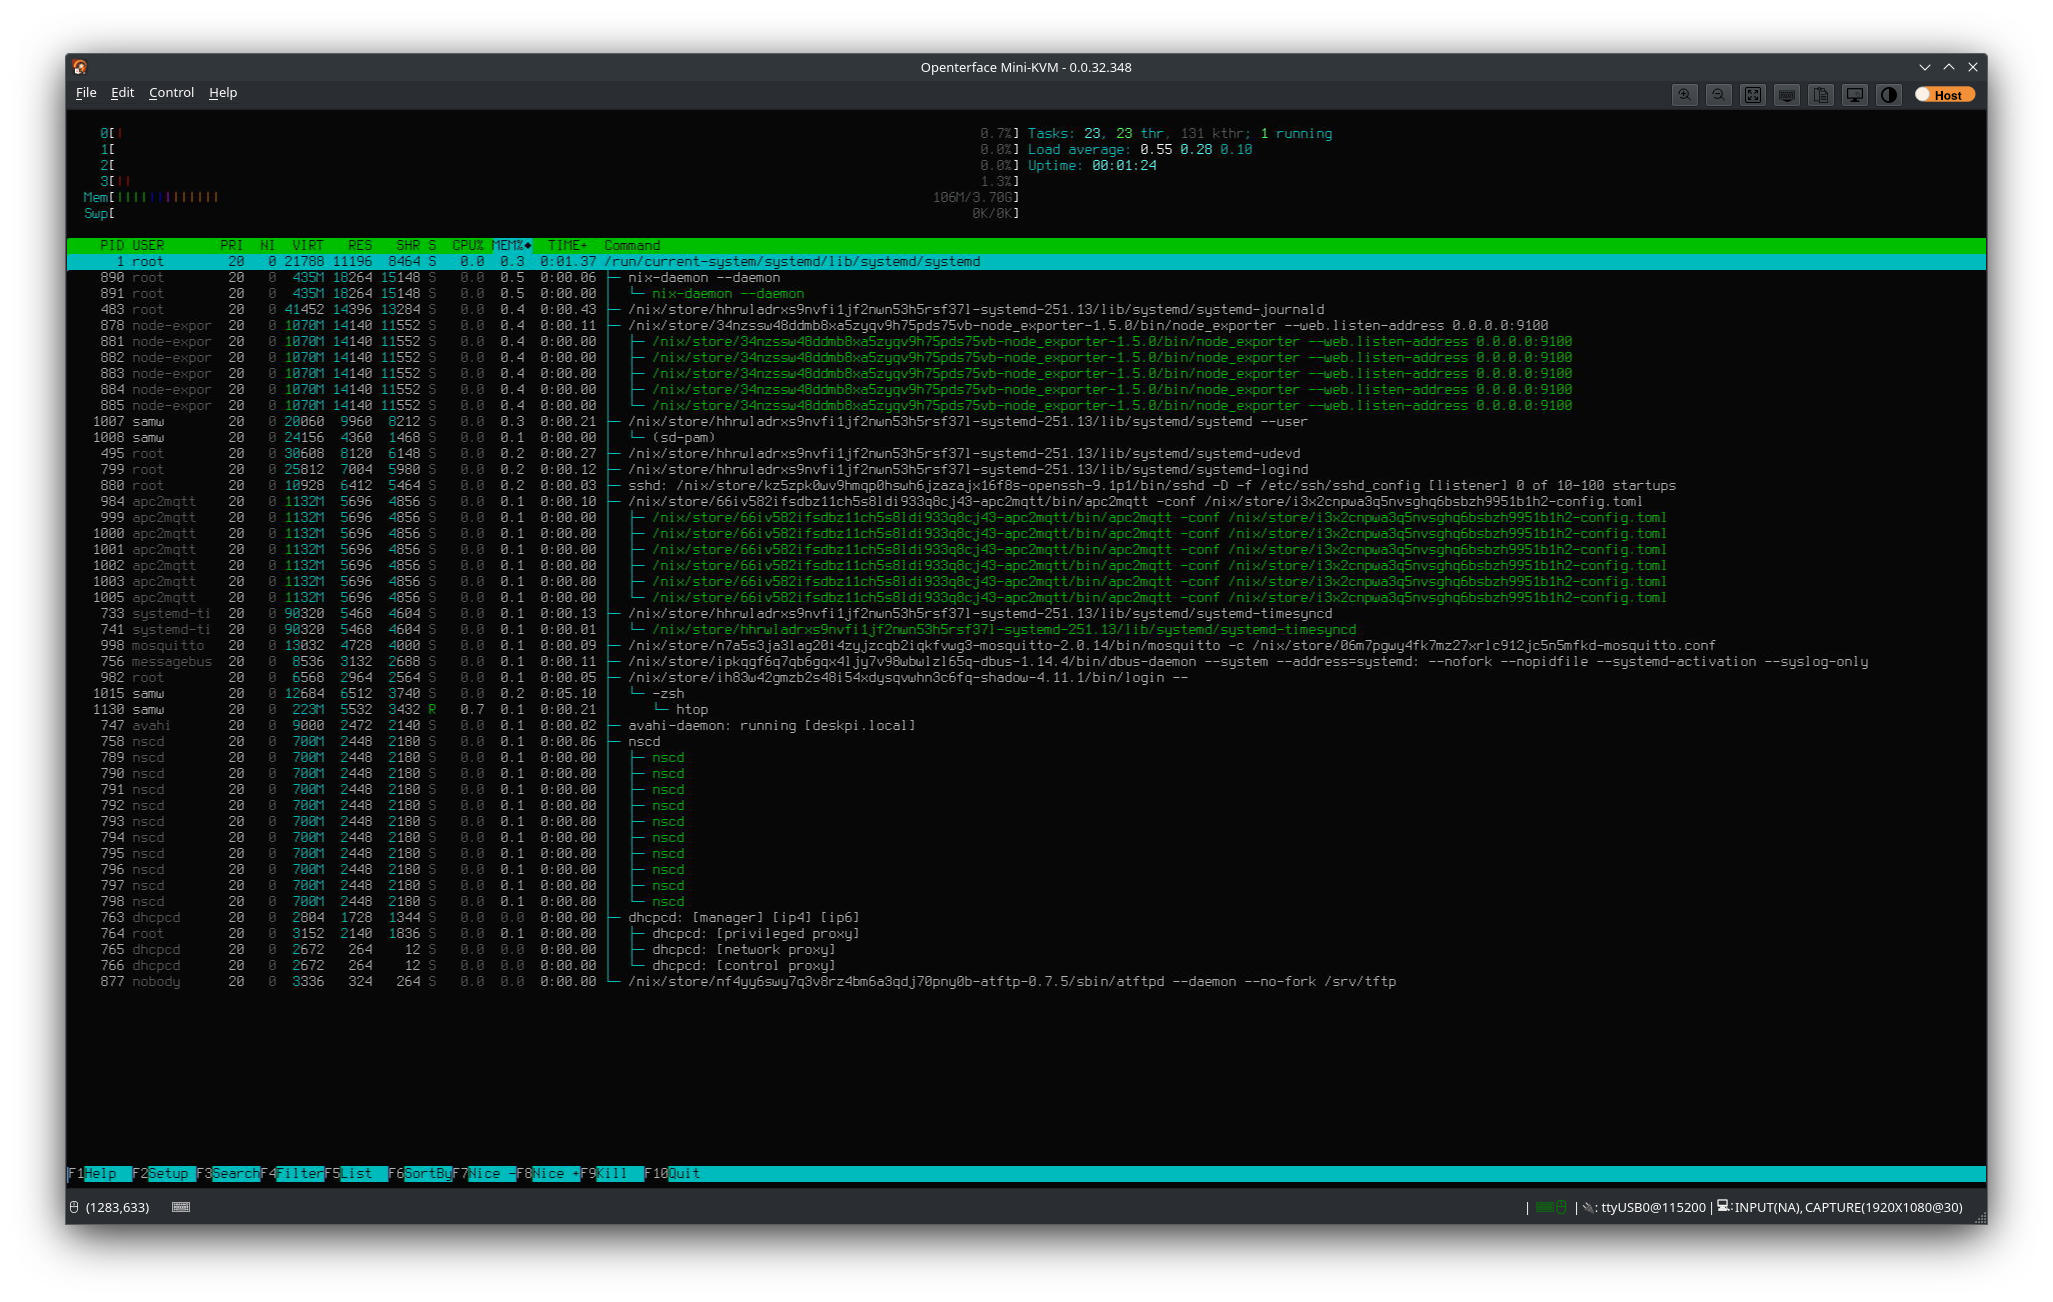 Openterface Mini-KVM - 0.0.32.348
File Edit Control Help
Host
0[| 0.7%] Tasks: 23, 23 thr, 131 kthr; 1 running
1[ 0.0%] Load average: 0.55 0.28 0.10
2[ 0.0%] Uptime: 00:01:24
3[|| 1.3%]
Mem[||||||||||||| 106M/3.70G]
Swp[ 0K/0K]
PID USER PRI NI VIRT RES SHR S CPU% MEM%◆ TIME+ Command
1 root 20 0 21788 11196 8464 S 0.0 0.3 0:01.37 /run/current-system/systemd/lib/systemd/systemd
890 root 20 0 435M 18264 15148 S 0.0 0.5 0:00.06 ├─ nix-daemon --daemon
891 root 20 0 435M 18264 15148 S 0.0 0.5 0:00.00 │ └─ nix-daemon --daemon
483 root 20 0 41452 14396 13284 S 0.0 0.4 0:00.43 ├─ /nix/store/hhrwladrxs9nvfi1jf2nwn53h5rsf37l-systemd-251.13/lib/systemd/systemd-journald
878 node-expor 20 0 1070M 14140 11552 S 0.0 0.4 0:00.11 ├─ /nix/store/34nzssw48ddmb8xa5zyqv9h75pds75vb-node_exporter-1.5.0/bin/node_exporter --web.listen-address 0.0.0.0:9100
881 node-expor 20 0 1070M 14140 11552 S 0.0 0.4 0:00.00 │ ├─ /nix/store/34nzssw48ddmb8xa5zyqv9h75pds75vb-node_exporter-1.5.0/bin/node_exporter --web.listen-address 0.0.0.0:9100
882 node-expor 20 0 1070M 14140 11552 S 0.0 0.4 0:00.00 │ ├─ /nix/store/34nzssw48ddmb8xa5zyqv9h75pds75vb-node_exporter-1.5.0/bin/node_exporter --web.listen-address 0.0.0.0:9100
883 node-expor 20 0 1070M 14140 11552 S 0.0 0.4 0:00.00 │ ├─ /nix/store/34nzssw48ddmb8xa5zyqv9h75pds75vb-node_exporter-1.5.0/bin/node_exporter --web.listen-address 0.0.0.0:9100
884 node-expor 20 0 1070M 14140 11552 S 0.0 0.4 0:00.00 │ ├─ /nix/store/34nzssw48ddmb8xa5zyqv9h75pds75vb-node_exporter-1.5.0/bin/node_exporter --web.listen-address 0.0.0.0:9100
885 node-expor 20 0 1070M 14140 11552 S 0.0 0.4 0:00.00 │ └─ /nix/store/34nzssw48ddmb8xa5zyqv9h75pds75vb-node_exporter-1.5.0/bin/node_exporter --web.listen-address 0.0.0.0:9100
1007 samw 20 0 20060 9960 8212 S 0.0 0.3 0:00.21 ├─ /nix/store/hhrwladrxs9nvfi1jf2nwn53h5rsf37l-systemd-251.13/lib/systemd/systemd --user
1008 samw 20 0 24156 4360 1468 S 0.0 0.1 0:00.00 │ └─ (sd-pam)
495 root 20 0 30608 8120 6148 S 0.0 0.2 0:00.27 ├─ /nix/store/hhrwladrxs9nvfi1jf2nwn53h5rsf37l-systemd-251.13/lib/systemd/systemd-udevd
799 root 20 0 25812 7004 5980 S 0.0 0.2 0:00.12 ├─ /nix/store/hhrwladrxs9nvfi1jf2nwn53h5rsf37l-systemd-251.13/lib/systemd/systemd-logind
880 root 20 0 10928 6412 5464 S 0.0 0.2 0:00.03 ├─ sshd: /nix/store/kz5zpk0wv9hmqp0hswh6jzazajx16f8s-openssh-9.1p1/bin/sshd -D -f /etc/ssh/sshd_config [listener] 0 of 10-100 startups
984 apc2mqtt 20 0 1132M 5696 4856 S 0.0 0.1 0:00.10 ├─ /nix/store/66iv582ifsdbz11ch5s8ldi933q8cj43-apc2mqtt/bin/apc2mqtt -conf /nix/store/i3x2cnpwa3q5nvsghq6bsbzh9951b1h2-config.toml
999 apc2mqtt 20 0 1132M 5696 4856 S 0.0 0.1 0:00.00 │ ├─ /nix/store/66iv582ifsdbz11ch5s8ldi933q8cj43-apc2mqtt/bin/apc2mqtt -conf /nix/store/i3x2cnpwa3q5nvsghq6bsbzh9951b1h2-config.toml
1000 apc2mqtt 20 0 1132M 5696 4856 S 0.0 0.1 0:00.00 │ ├─ /nix/store/66iv582ifsdbz11ch5s8ldi933q8cj43-apc2mqtt/bin/apc2mqtt -conf /nix/store/i3x2cnpwa3q5nvsghq6bsbzh9951b1h2-config.toml
1001 apc2mqtt 20 0 1132M 5696 4856 S 0.0 0.1 0:00.00 │ ├─ /nix/store/66iv582ifsdbz11ch5s8ldi933q8cj43-apc2mqtt/bin/apc2mqtt -conf /nix/store/i3x2cnpwa3q5nvsghq6bsbzh9951b1h2-config.toml
1002 apc2mqtt 20 0 1132M 5696 4856 S 0.0 0.1 0:00.00 │ ├─ /nix/store/66iv582ifsdbz11ch5s8ldi933q8cj43-apc2mqtt/bin/apc2mqtt -conf /nix/store/i3x2cnpwa3q5nvsghq6bsbzh9951b1h2-config.toml
1003 apc2mqtt 20 0 1132M 5696 4856 S 0.0 0.1 0:00.00 │ ├─ /nix/store/66iv582ifsdbz11ch5s8ldi933q8cj43-apc2mqtt/bin/apc2mqtt -conf /nix/store/i3x2cnpwa3q5nvsghq6bsbzh9951b1h2-config.toml
1005 apc2mqtt 20 0 1132M 5696 4856 S 0.0 0.1 0:00.00 │ └─ /nix/store/66iv582ifsdbz11ch5s8ldi933q8cj43-apc2mqtt/bin/apc2mqtt -conf /nix/store/i3x2cnpwa3q5nvsghq6bsbzh9951b1h2-config.toml
733 systemd-ti 20 0 90320 5468 4604 S 0.0 0.1 0:00.13 ├─ /nix/store/hhrwladrxs9nvfi1jf2nwn53h5rsf37l-systemd-251.13/lib/systemd/systemd-timesyncd
741 systemd-ti 20 0 90320 5468 4604 S 0.0 0.1 0:00.01 │ └─ /nix/store/hhrwladrxs9nvfi1jf2nwn53h5rsf37l-systemd-251.13/lib/systemd/systemd-timesyncd
998 mosquitto 20 0 13032 4728 4000 S 0.0 0.1 0:00.09 ├─ /nix/store/n7a5s3ja3lag20i4zyjzcqb2iqkfvwg3-mosquitto-2.0.14/bin/mosquitto -c /nix/store/06m7pgwy4fk7mz27xrlc912jc5n5mfkd-mosquitto.conf
756 messagebus 20 0 8536 3132 2688 S 0.0 0.1 0:00.11 ├─ /nix/store/ipkqgf6q7qb6gqx4ljy7v98wbwlzl65q-dbus-1.14.4/bin/dbus-daemon --system --address=systemd: --nofork --nopidfile --systemd-activation --syslog-only
982 root 20 0 6568 2964 2564 S 0.0 0.1 0:00.05 ├─ /nix/store/ih83w42gmzb2s48i54xdysqvwhn3c6fq-shadow-4.11.1/bin/login --
1015 samw 20 0 12684 6512 3740 S 0.0 0.2 0:05.10 │ └─ -zsh
1130 samw 20 0 223M 5532 3432 R 0.7 0.1 0:00.21 │ └─ htop
747 avahi 20 0 9000 2472 2140 S 0.0 0.1 0:00.02 ├─ avahi-daemon: running [deskpi.local]
758 nscd 20 0 700M 2448 2180 S 0.0 0.1 0:00.06 ├─ nscd
789 nscd 20 0 700M 2448 2180 S 0.0 0.1 0:00.00 │ ├─ nscd
790 nscd 20 0 700M 2448 2180 S 0.0 0.1 0:00.00 │ ├─ nscd
791 nscd 20 0 700M 2448 2180 S 0.0 0.1 0:00.00 │ ├─ nscd
792 nscd 20 0 700M 2448 2180 S 0.0 0.1 0:00.00 │ ├─ nscd
793 nscd 20 0 700M 2448 2180 S 0.0 0.1 0:00.00 │ ├─ nscd
794 nscd 20 0 700M 2448 2180 S 0.0 0.1 0:00.00 │ ├─ nscd
795 nscd 20 0 700M 2448 2180 S 0.0 0.1 0:00.00 │ ├─ nscd
796 nscd 20 0 700M 2448 2180 S 0.0 0.1 0:00.00 │ ├─ nscd
797 nscd 20 0 700M 2448 2180 S 0.0 0.1 0:00.00 │ ├─ nscd
798 nscd 20 0 700M 2448 2180 S 0.0 0.1 0:00.00 │ └─ nscd
763 dhcpcd 20 0 2804 1728 1344 S 0.0 0.0 0:00.00 ├─ dhcpcd: [manager] [ip4] [ip6]
764 root 20 0 3152 2140 1836 S 0.0 0.1 0:00.00 │ ├─ dhcpcd: [privileged proxy]
765 dhcpcd 20 0 2672 264 12 S 0.0 0.0 0:00.00 │ ├─ dhcpcd: [network proxy]
766 dhcpcd 20 0 2672 264 12 S 0.0 0.0 0:00.00 │ └─ dhcpcd: [control proxy]
877 nobody 20 0 3336 324 264 S 0.0 0.0 0:00.00 └─ /nix/store/nf4yy6swy7q3v8rz4bm6a3qdj70pny0b-atftp-0.7.5/sbin/atftpd --daemon --no-fork /srv/tftp
F1Help F2Setup F3SearchF4FilterF5List F6SortByF7Nice -F8Nice +F9Kill F10Quit
(1283,633) | | : ttyUSB0@115200 | :INPUT(NA), CAPTURE(1920X1080@30)